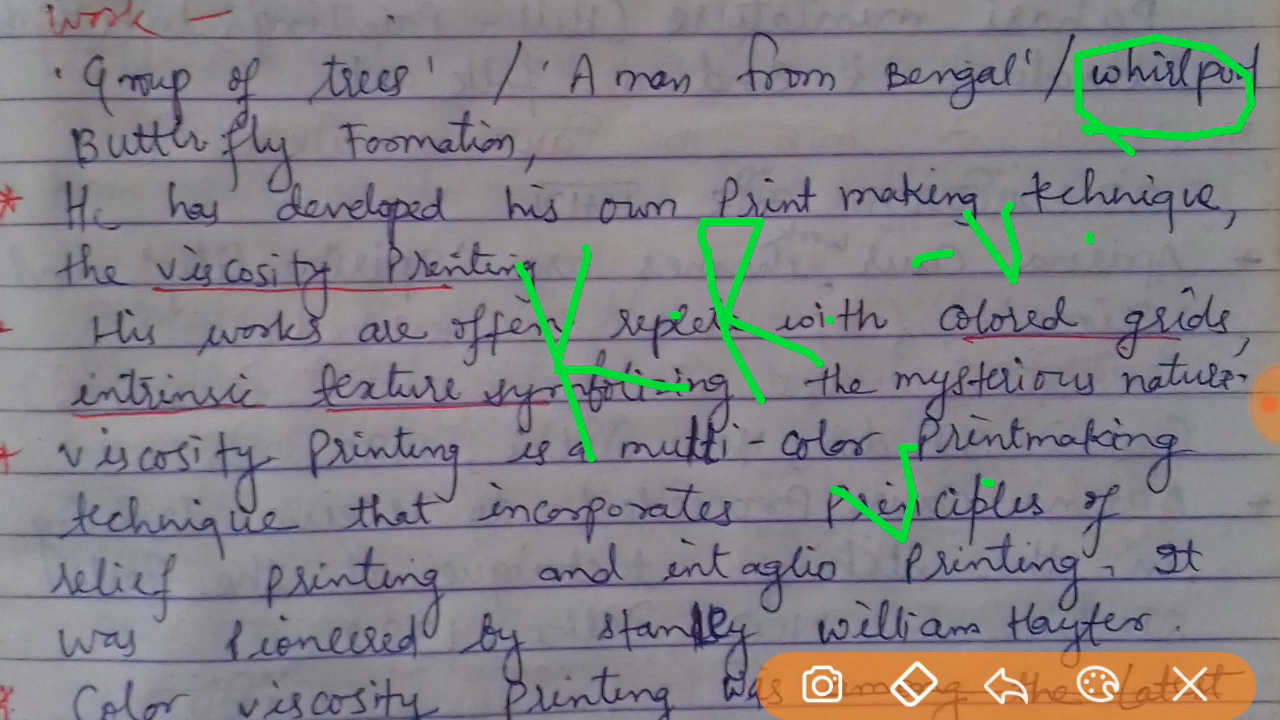 Work —
'Group of trees' / 'A man from Bengal' / whirlpool
Butterfly Formation,
* He has developed his own Print making technique,
the viscosity Printing
His works are often replete with colored grids,
intrinsic texture symbolizing the mysterious nature.
viscosity Printing is a multi-color Printmaking
technique that incorporates Principles of
relief printing and intaglio Printing. It
was Pioneered by Stanley William Hayter.
* Color viscosity Printing was among the latest